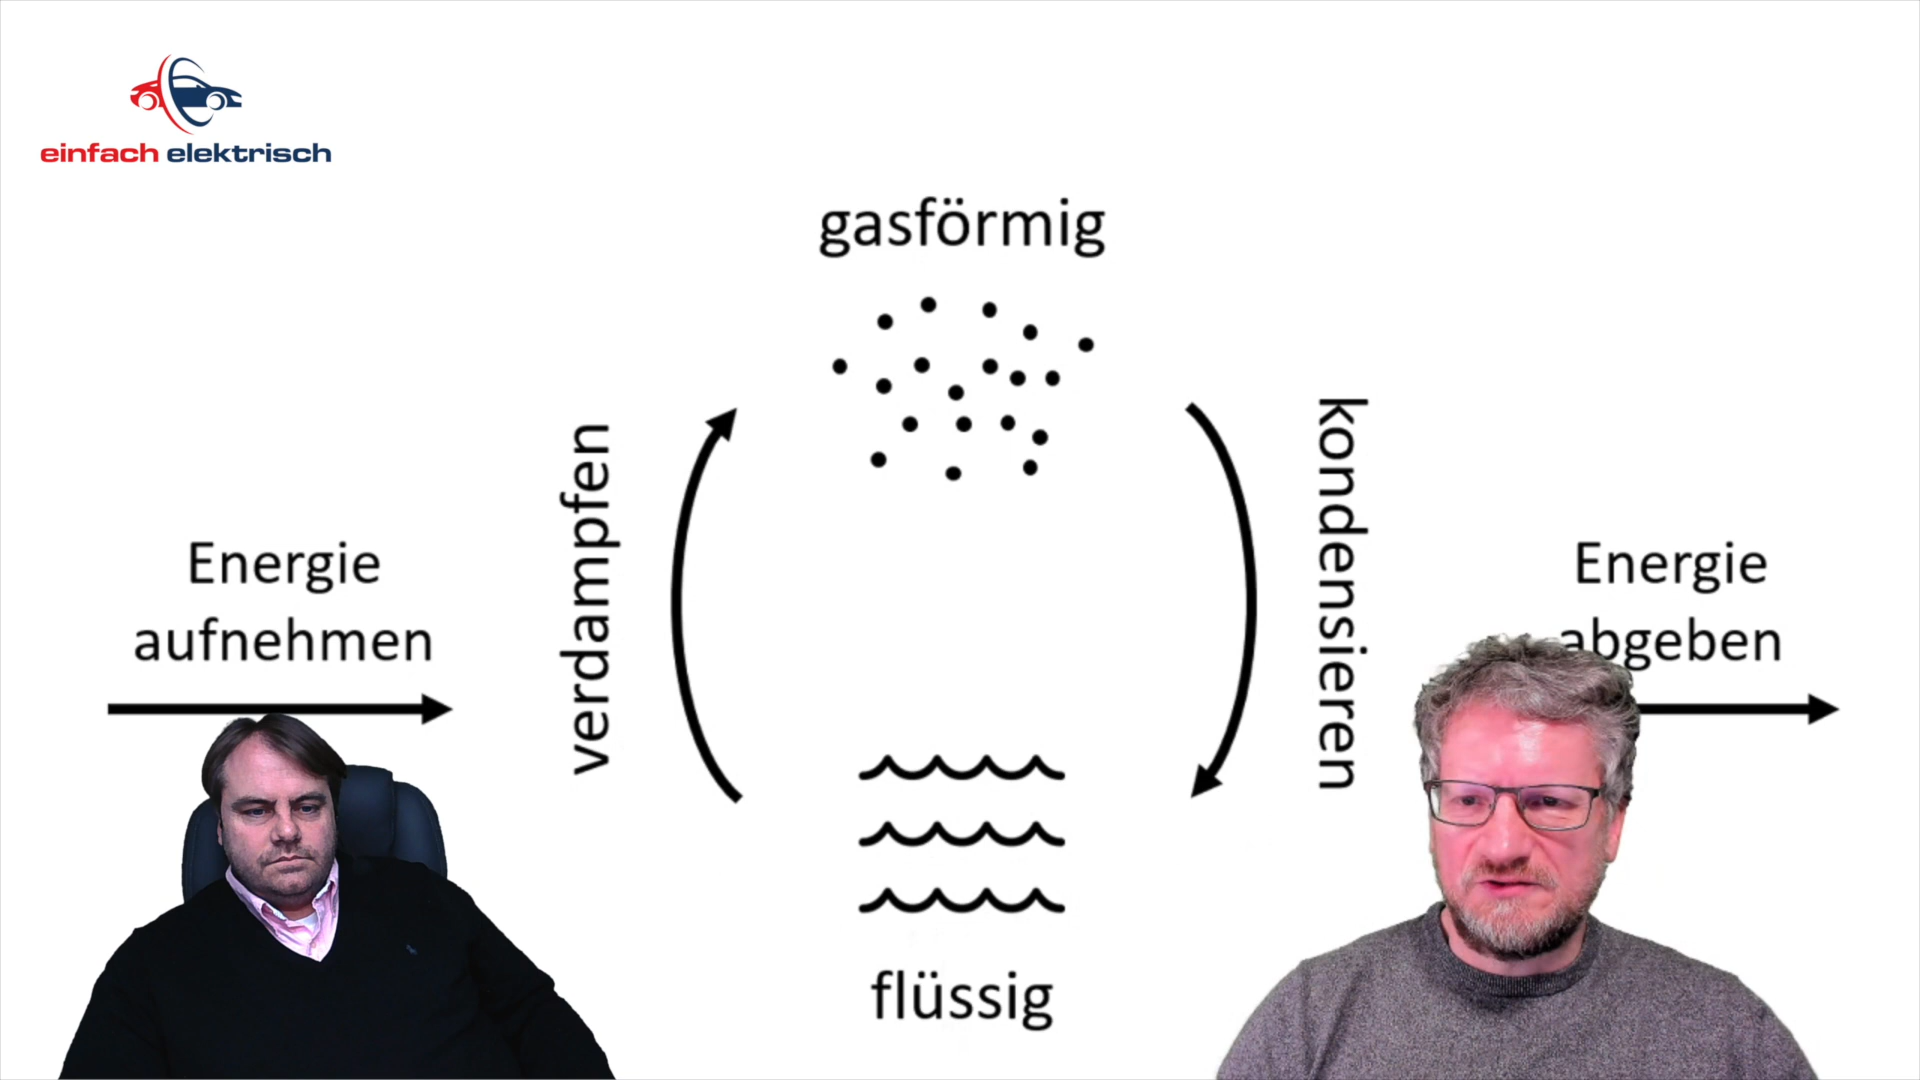 einfach elektrisch
gasförmig
verdampfen
kondensieren
Energie
aufnehmen
Energie
abgeben
flüssig